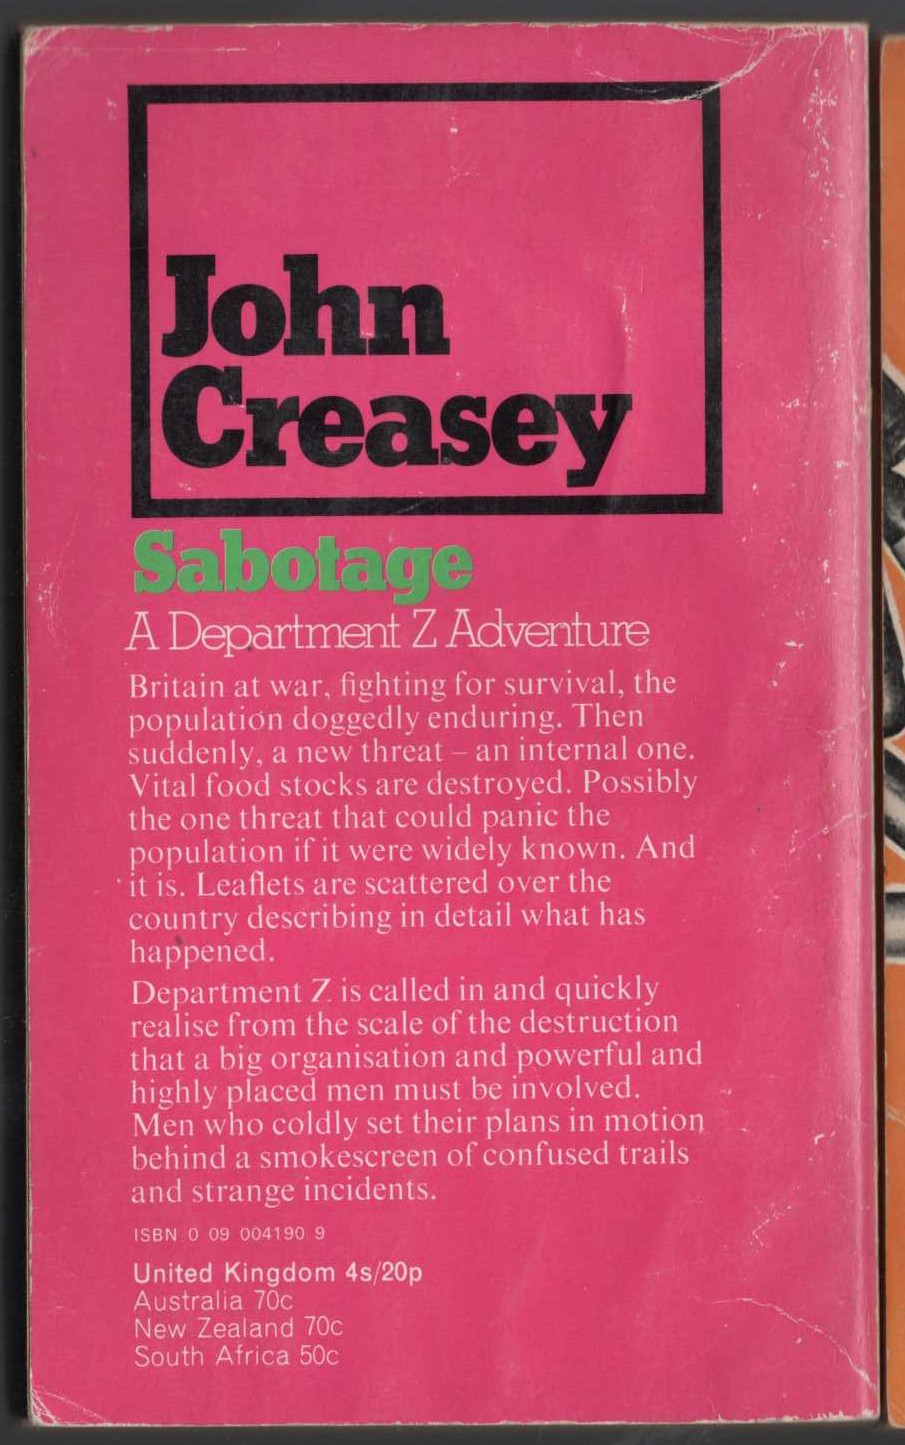 John
Creasey
Sabotage
A Department Z Adventure
Britain at war, fighting for survival, the
population doggedly enduring. Then
suddenly, a new threat – an internal one.
Vital food stocks are destroyed. Possibly
the one threat that could panic the
population if it were widely known. And
it is. Leaflets are scattered over the
country describing in detail what has
happened.
Department Z is called in and quickly
realise from the scale of the destruction
that a big organisation and powerful and
highly placed men must be involved.
Men who coldly set their plans in motion
behind a smokescreen of confused trails
and strange incidents.
ISBN 0 09 004190 9
United Kingdom 4s/20p
Australia 70c
New Zealand 70c
South Africa 50c